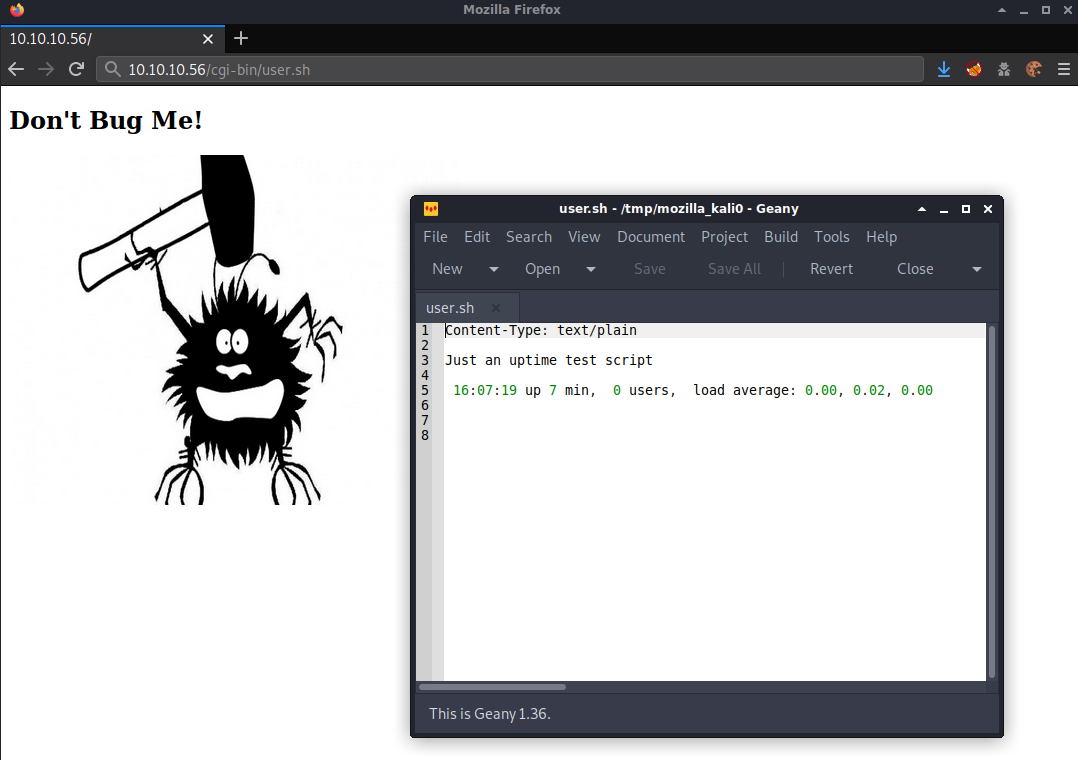 Mozilla Firefox
10.10.10.56/
10.10.10.56/cgi-bin/user.sh
Don't Bug Me!
user.sh - /tmp/mozilla_kali0 - Geany
File Edit Search View Document Project Build Tools Help
New Open Save Save All Revert Close
user.sh
1 Content-Type: text/plain
2
3 Just an uptime test script
4
5 16:07:19 up 7 min,  0 users,  load average: 0.00, 0.02, 0.00
6
7
8
This is Geany 1.36.